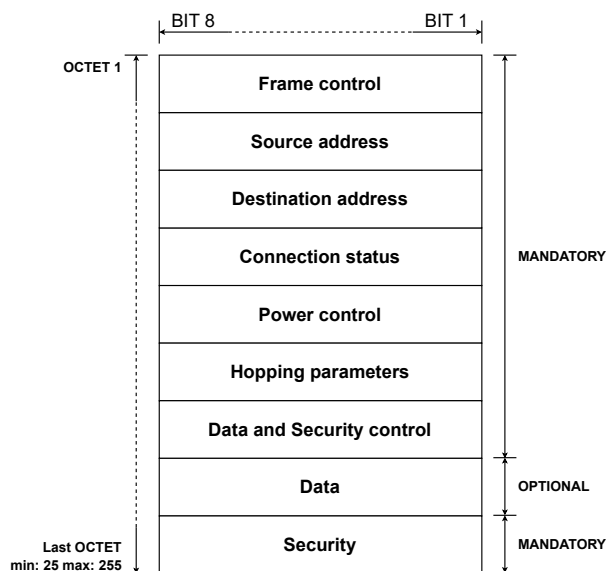 BIT 8 BIT 1
OCTET 1
Frame control
Source address
Destination address
Connection status
MANDATORY
Power control
Hopping parameters
Data and Security control
Data
OPTIONAL
Security
MANDATORY
Last OCTET
min: 25 max: 255